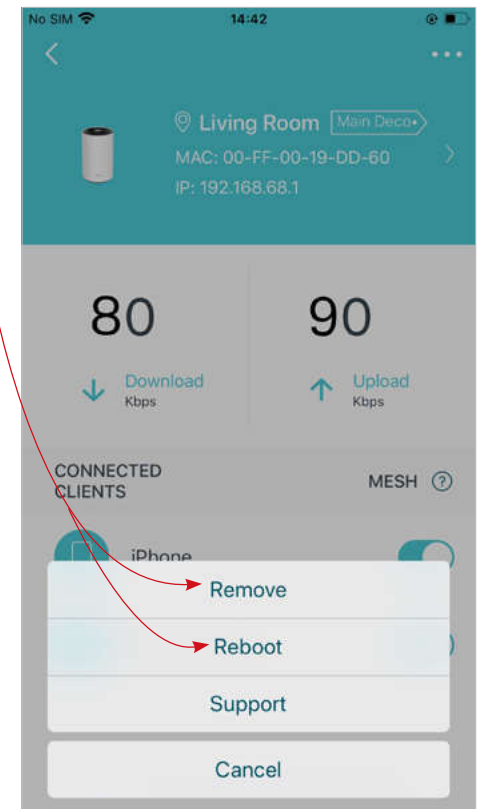 No SIM 14:42
Living Room Main Deco
MAC: 00-FF-00-19-DD-60
IP: 192.168.68.1
80 90
Download Upload
Kbps Kbps
CONNECTED
CLIENTS MESH ?
iPhone
Remove
Reboot
Support
Cancel